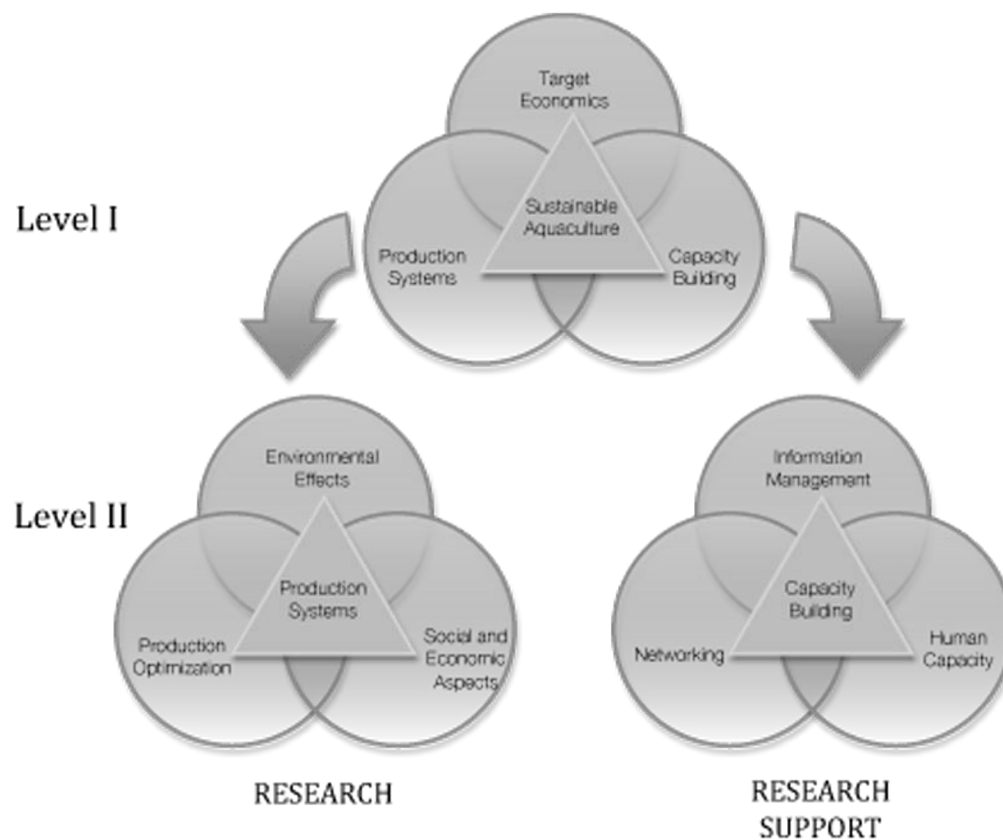 Target
Economics
Level I
Sustainable
Aquaculture
Production
Systems
Capacity
Building
Environmental
Effects
Information
Management
Level II
Production
Systems
Capacity
Building
Production
Optimization
Social and
Economic
Aspects
Networking
Human
Capacity
RESEARCH
RESEARCH
SUPPORT